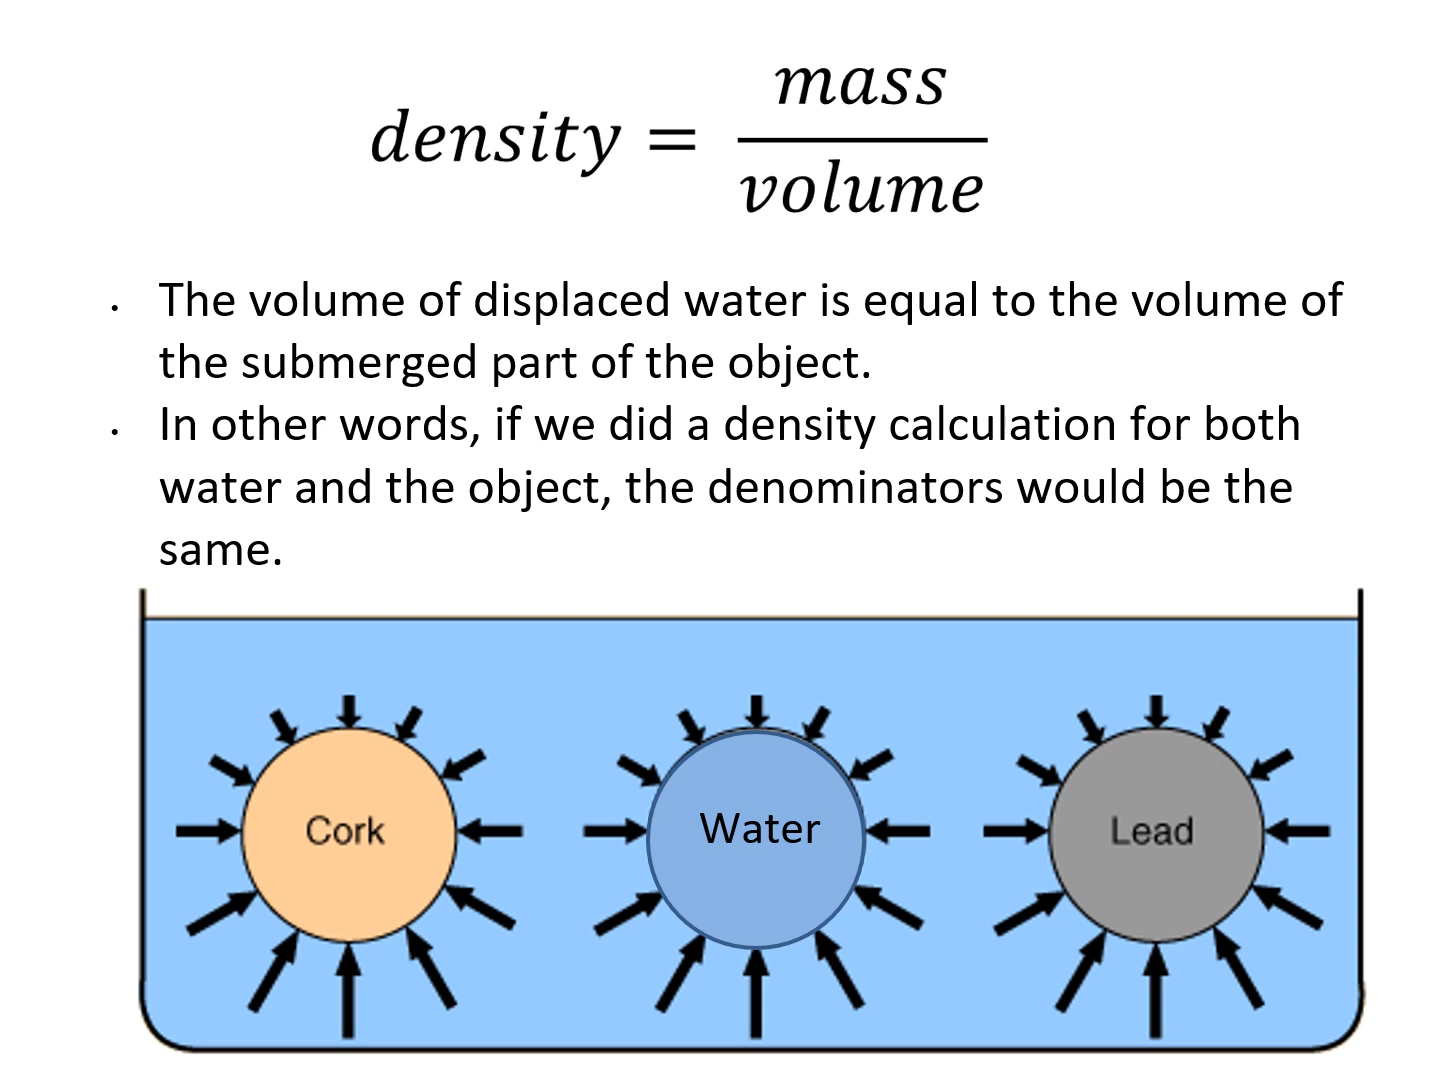 density = mass / volume
• The volume of displaced water is equal to the volume of
the submerged part of the object.
• In other words, if we did a density calculation for both
water and the object, the denominators would be the
same.
Cork
Water
Lead